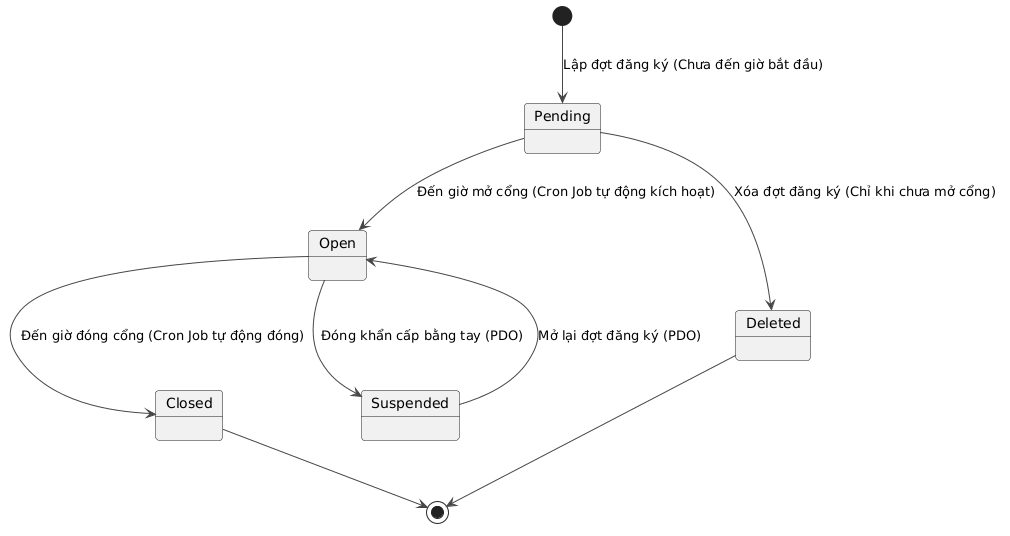 Lập đợt đăng ký (Chưa đến giờ bắt đầu)
Pending
Đến giờ mở cổng (Cron Job tự động kích hoạt)
Xóa đợt đăng ký (Chỉ khi chưa mở cổng)
Open
Deleted
Đến giờ đóng cổng (Cron Job tự động đóng)
Đóng khẩn cấp bằng tay (PDO)
Mở lại đợt đăng ký (PDO)
Closed
Suspended